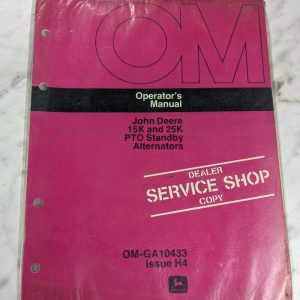 OM
Operator's
Manual
John Deere
15K and 25K
PTO Standby
Alternators
DEALER
SERVICE SHOP
COPY
OM-GA10433
Issue H4